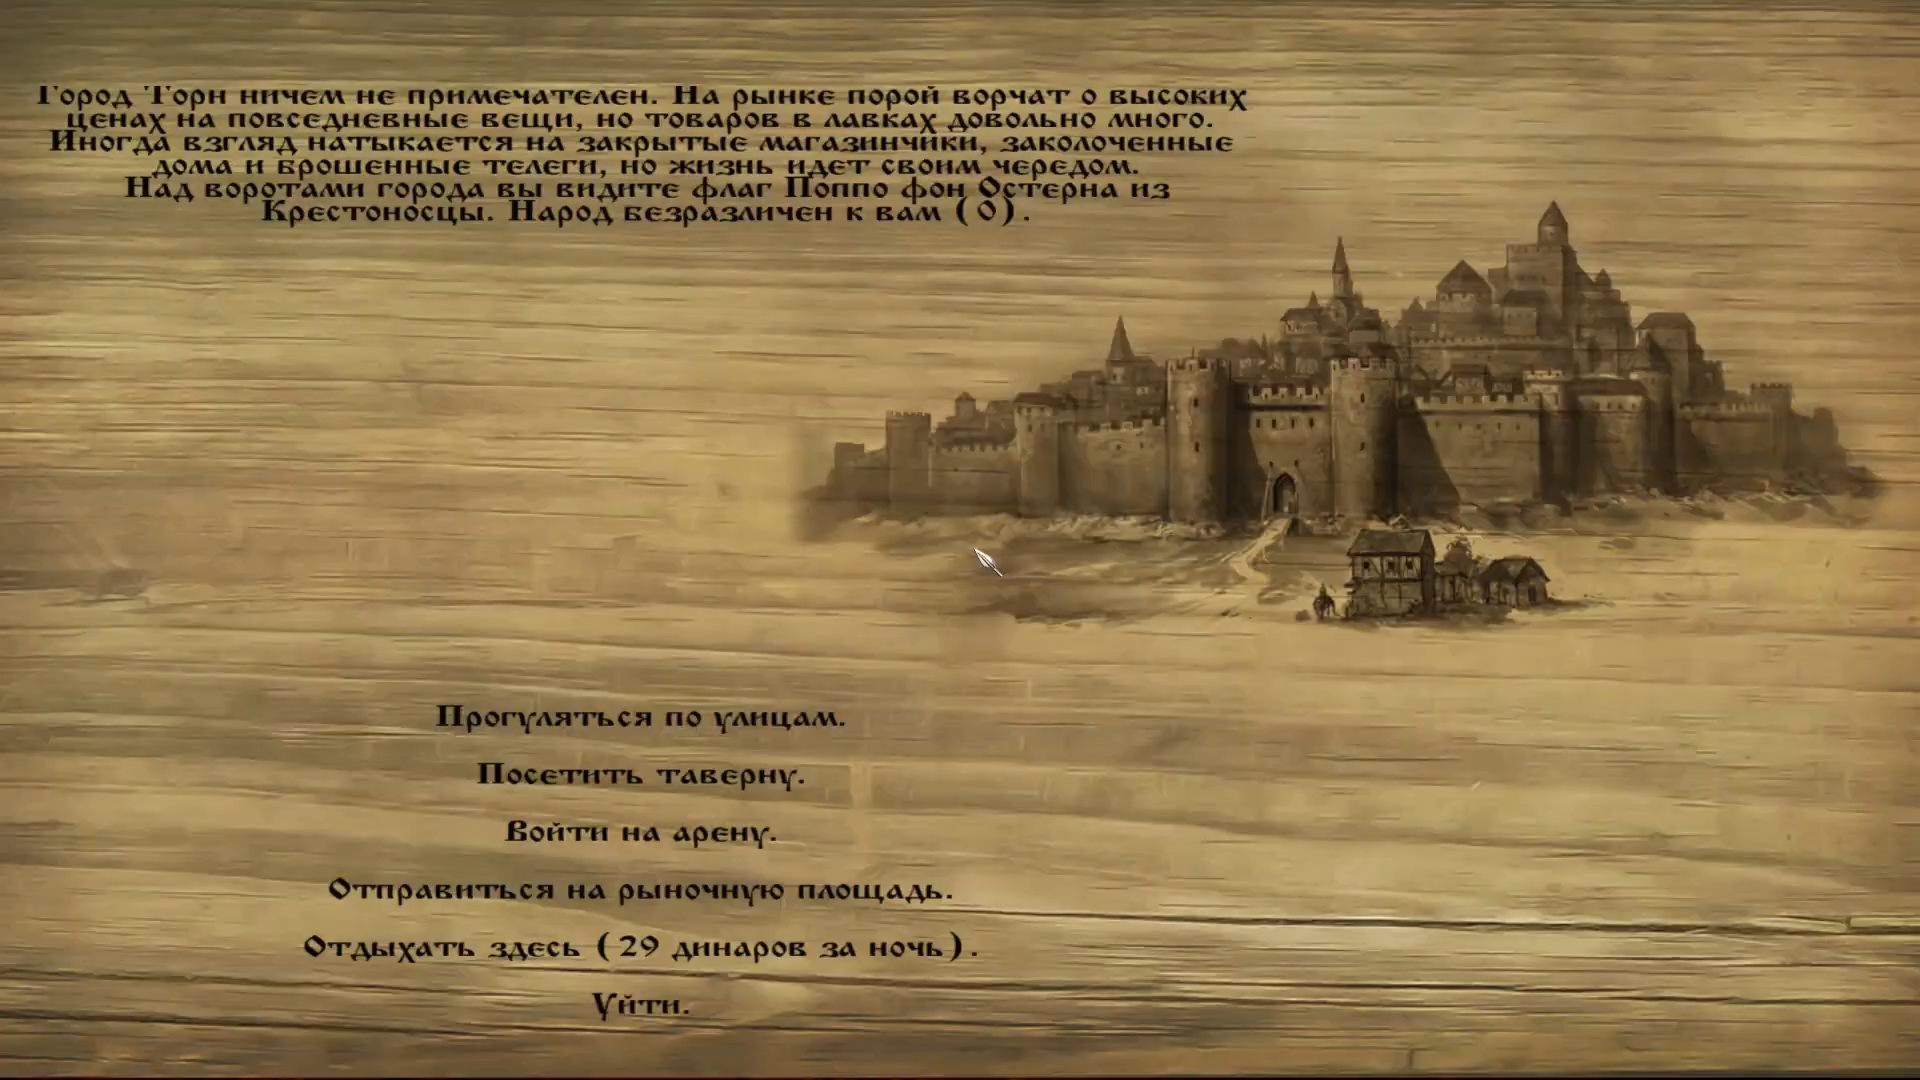 Город Торн ничем не примечателен. На рынке порой ворчат о высоких
ценах на повседневные вещи, но товаров в лавках довольно много.
Иногда взгляд натыкается на закрытые магазинчики, заколоченные
дома и брошенные телеги, но жизнь идет своим чередом.
Над воротами города вы видите флаг Поппо фон Остерна из
Крестоносцы. Народ безразличен к вам (0).
Прогуляться по улицам.
Посетить таверну.
Войти на арену.
Отправиться на рыночную площадь.
Отдыхать здесь (29 динаров за ночь).
Уйти.